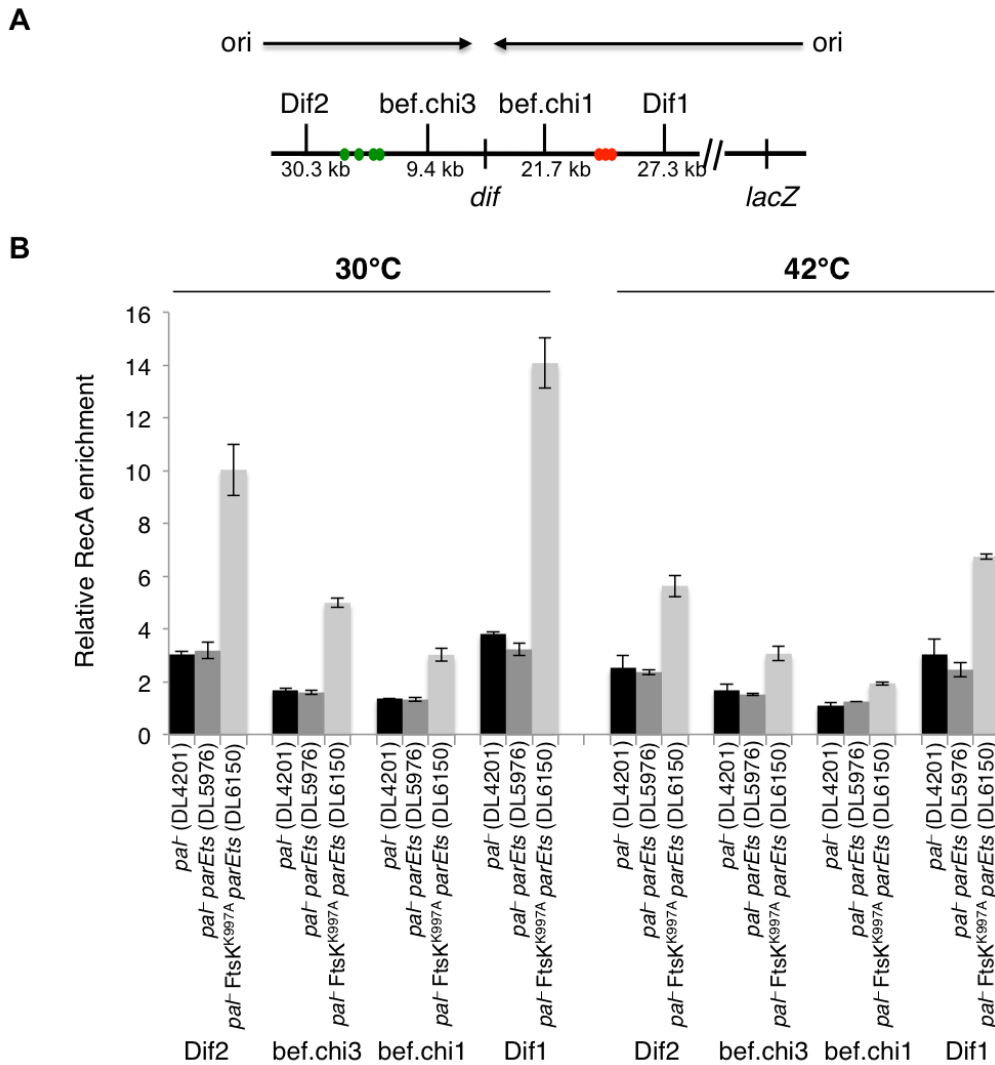 A
ori ori
Dif2 bef.chi3 bef.chi1 Dif1
30.3 kb 9.4 kb 21.7 kb 27.3 kb
dif lacZ
B
30°C 42°C
Relative RecA enrichment
16
14
12
10
8
6
4
2
0
pal- (DL4201)
pal- parEts (DL5976)
pal- FtsKK997A parEts (DL6150)
pal- (DL4201)
pal- parEts (DL5976)
pal- FtsKK997A parEts (DL6150)
pal- (DL4201)
pal- parEts (DL5976)
pal- FtsKK997A parEts (DL6150)
pal- (DL4201)
pal- parEts (DL5976)
pal- FtsKK997A parEts (DL6150)
pal- (DL4201)
pal- parEts (DL5976)
pal- FtsKK997A parEts (DL6150)
pal- (DL4201)
pal- parEts (DL5976)
pal- FtsKK997A parEts (DL6150)
pal- (DL4201)
pal- parEts (DL5976)
pal- FtsKK997A parEts (DL6150)
pal- (DL4201)
pal- parEts (DL5976)
pal- FtsKK997A parEts (DL6150)
Dif2 bef.chi3 bef.chi1 Dif1 Dif2 bef.chi3 bef.chi1 Dif1